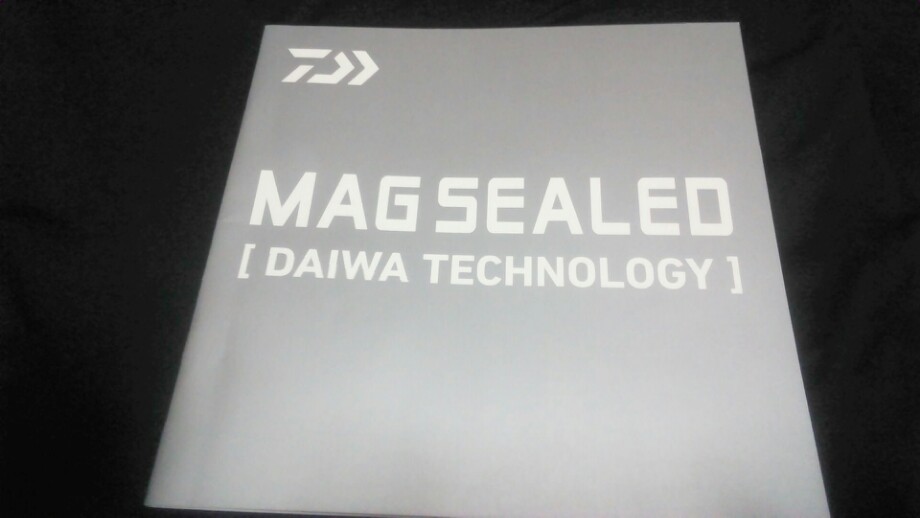 MAG SEALED
[ DAIWA TECHNOLOGY ]